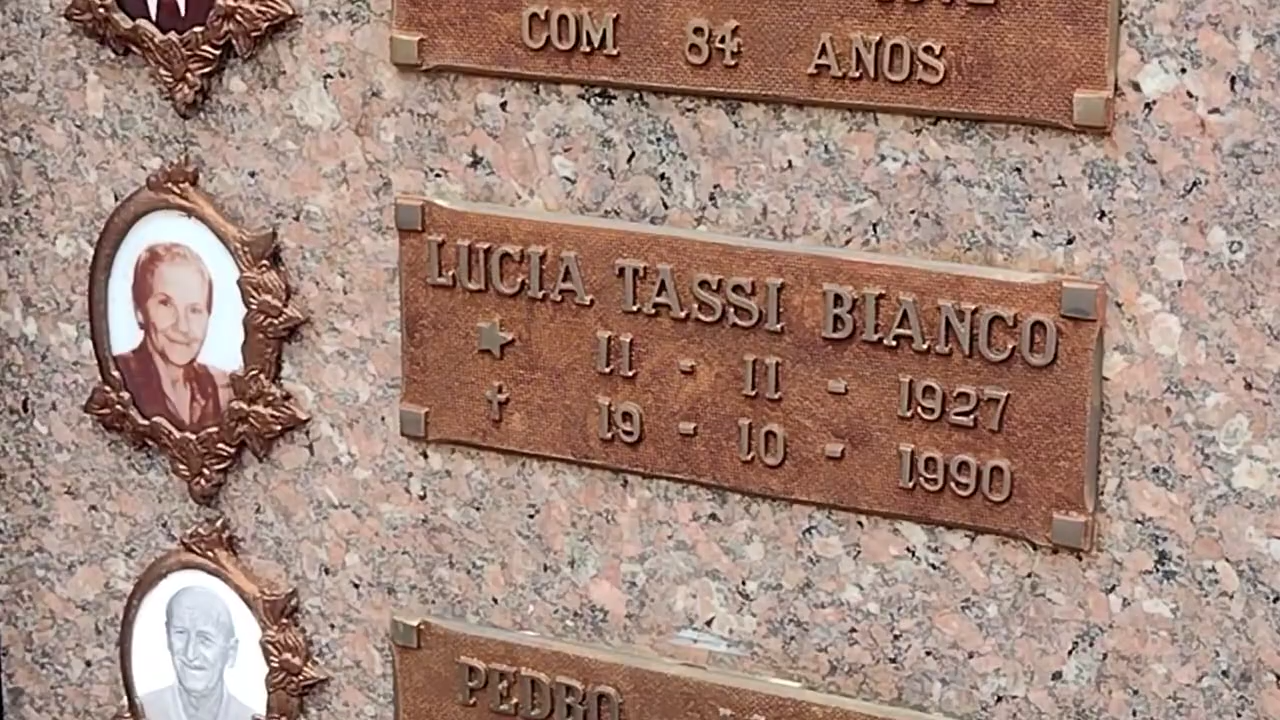 COM 84 ANOS
LUCIA TASSI BIANCO
11 - 11 - 1927
19 - 10 - 1990
PEDRO